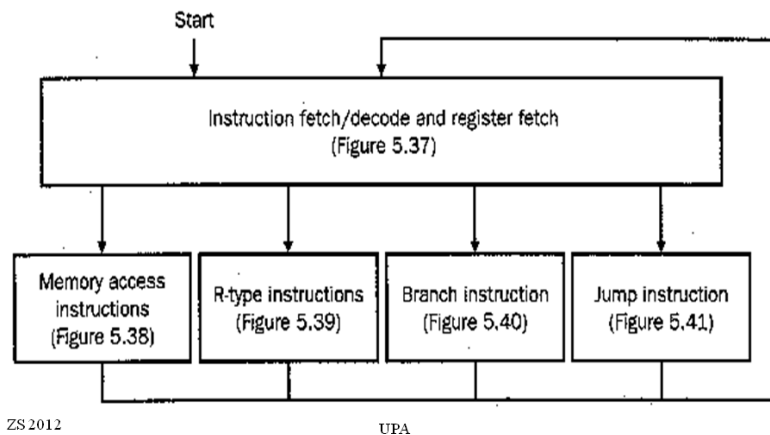 Start
Instruction fetch/decode and register fetch
(Figure 5.37)
Memory access
instructions
(Figure 5.38)
R-type instructions
(Figure 5.39)
Branch instruction
(Figure 5.40)
Jump instruction
(Figure 5.41)
ZS 2012
UPA